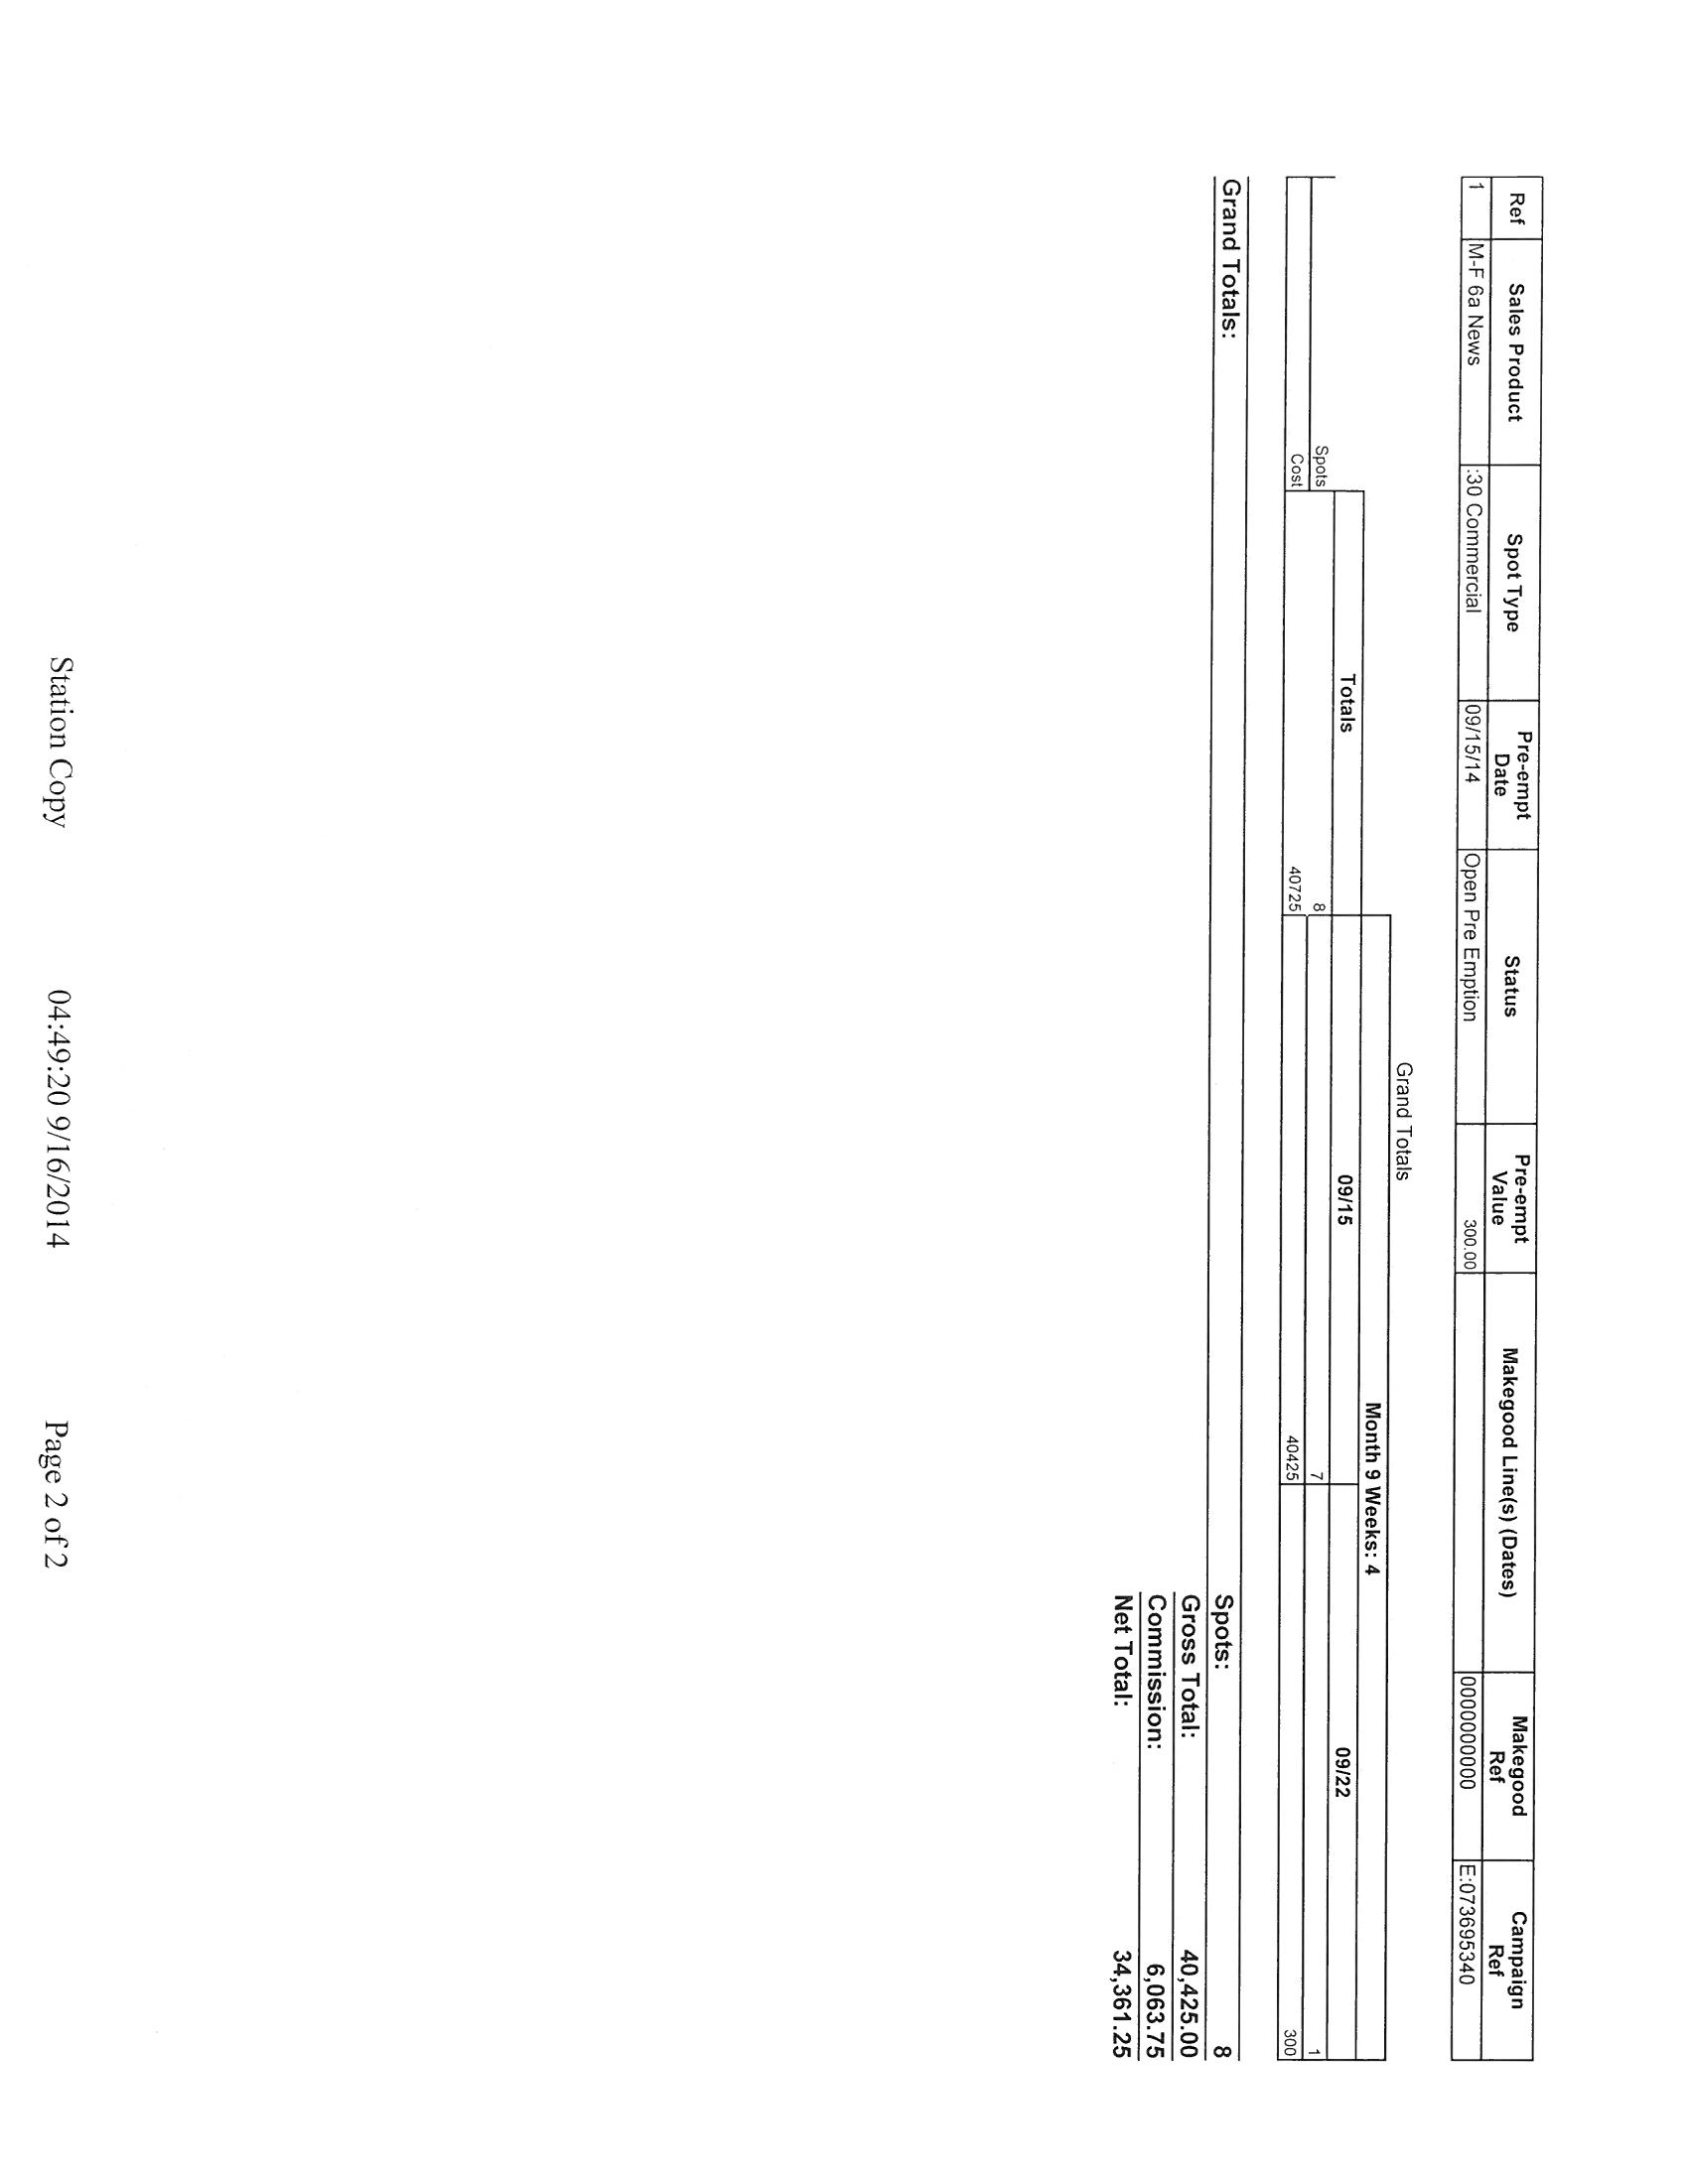 Ref Sales Product Spot Type Pre-empt Date Status Pre-empt Value Makegood Line(s) (Dates) Makegood Ref Campaign Ref
1 M-F 6a News :30 Commercial 09/15/14 Open Pre Emption 300.00 0000000000 E:073695340
Grand Totals
Month 9 Weeks: 4
Totals 09/15 09/22
Spots 8 7 1
Cost 40725 40425 300
Grand Totals: Spots: 8
Gross Total: 40,425.00
Commission: 6,063.75
Net Total: 34,361.25
Station Copy 04:49:20 9/16/2014 Page 2 of 2